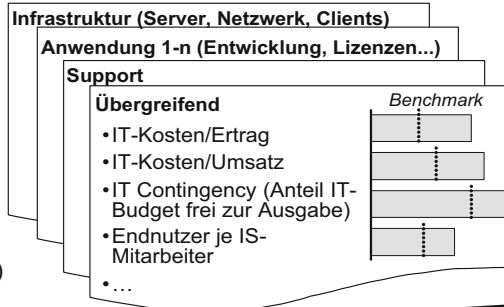 Infrastruktur (Server, Netzwerk, Clients)
Anwendung 1-n (Entwicklung, Lizenzen...)
Support
Übergreifend
Benchmark
•IT-Kosten/Ertrag
•IT-Kosten/Umsatz
•IT Contingency (Anteil IT-
Budget frei zur Ausgabe)
•Endnutzer je IS-
Mitarbeiter
•…
)